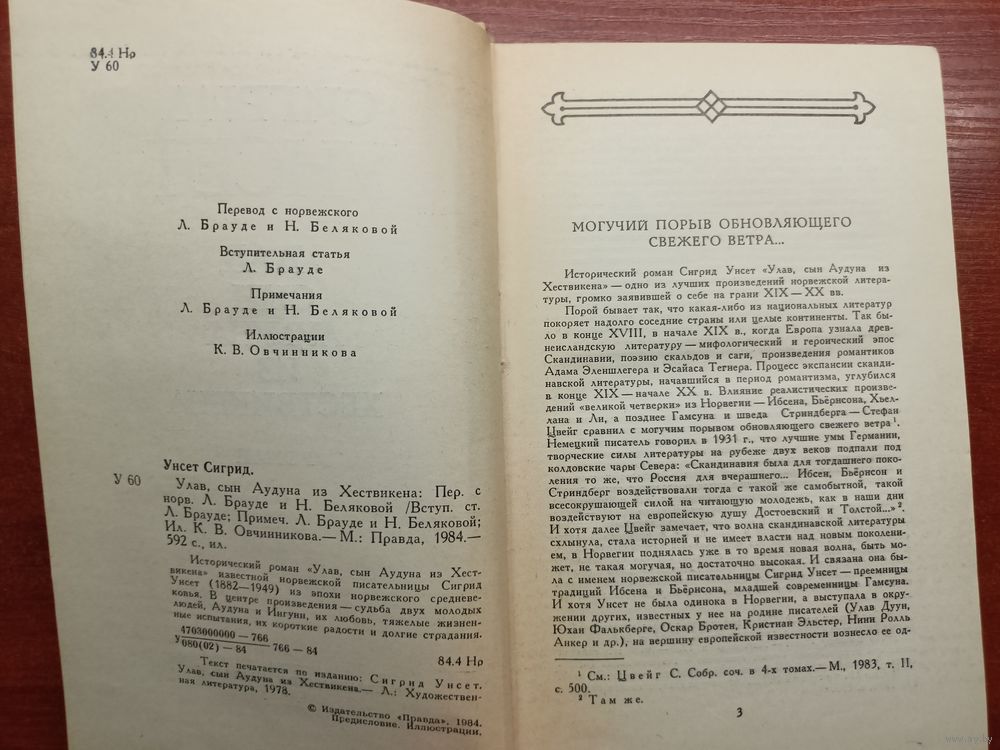 84.4 Нр
У 60
Перевод с норвежского
Л. Брауде и Н. Беляковой
Вступительная статья
Л. Брауде
Примечания
Л. Брауде и Н. Беляковой
Иллюстрации
К. В. Овчинникова
Унсет Сигрид.
У 60
Улав, сын Аудуна из Хествикена: Пер. с
норв. Л. Брауде и Н. Беляковой /Вступ. ст.
Л. Брауде; Примеч. Л. Брауде и Н. Беляковой;
Ил. К. В. Овчинникова.— М.: Правда, 1984.—
592 с., ил.
Исторический роман «Улав, сын Аудуна из Хест-
викена» известной норвежской писательницы Сигрид
Унсет (1882—1949) из эпохи норвежского средневе-
ковья. В центре произведения — судьба двух молодых
людей, Аудуна и Ингунн, их любовь, тяжелые жизнен-
ные испытания, их короткие радости и долгие страдания.
4703000000 — 766
У 766 — 84
080(02) — 84
84.4 Нр
Текст печатается по изданию: Сигрид Унсет.
Улав, сын Аудуна из Хествикена.— Л.: Художествен-
ная литература, 1978.
© Издательство «Правда», 1984.
Предисловие. Иллюстрации.
МОГУЧИЙ ПОРЫВ ОБНОВЛЯЮЩЕГО
СВЕЖЕГО ВЕТРА...
Исторический роман Сигрид Унсет «Улав, сын Аудуна из
Хествикена» — одно из лучших произведений норвежской литера-
туры, громко заявившей о себе на грани XIX — XX вв.
Порой бывает так, что какая-либо из национальных литератур
покоряет надолго соседние страны или целые континенты. Так бы-
ло в конце XVIII, в начале XIX в., когда Европа узнала древ-
неисландскую литературу — мифологический и героический эпос
Скандинавии, поэзию скальдов и саги, произведения романтиков
Адама Эленшлегера и Эсайаса Тегнера. Процесс экспансии сканди-
навской литературы, начавшийся в период романтизма, углубился
в конце XIX — начале XX в. Влияние реалистических произве-
дений «великой четверки» из Норвегии — Ибсена, Бьёрнсона, Хьел-
лана и Ли, а позднее Гамсуна и шведа Стриндберга — Стефан
Цвейг сравнил с могучим порывом обновляющего свежего ветра 1.
Немецкий писатель говорил в 1931 г., что лучшие умы Германии,
творческие силы литературы на рубеже двух веков подпали под
колдовские чары Севера: «Скандинавия была для тогдашнего поко-
ления то же, что Россия для вчерашнего... Ибсен, Бьёрнсон и
Стриндберг воздействовали тогда с такой же самобытной, такой
всесокрушающей силой на читающую молодежь, как в наши дни
воздействуют на европейскую душу Достоевский и Толстой...» 2.
И хотя далее Цвейг замечает, что волна скандинавской литературы
схлынула, стала историей и не имеет власти над новым поколени-
ем, в Норвегии поднялась уже в то время новая волна, быть мо-
жет, не такая могучая, но достаточно высокая. И связана она бы-
ла с именем норвежской писательницы Сигрид Унсет — преемницы
традиций Ибсена и Бьёрнсона, младшей современницы Гамсуна.
И хотя Унсет не была одинока в Норвегии, а выступала в окру-
жении других, известных у нее на родине писателей (Улав Дуун,
Юхан Фалькберге, Оскар Бротен, Кристиан Эльстер, Нини Ролль
Анкер и др.), на вершину европейской известности вознесло ее од-
1 См.: Цвейг С. Собр. соч. в 4-х томах.— М., 1983, т. II,
с. 500.
2 Там же.
3